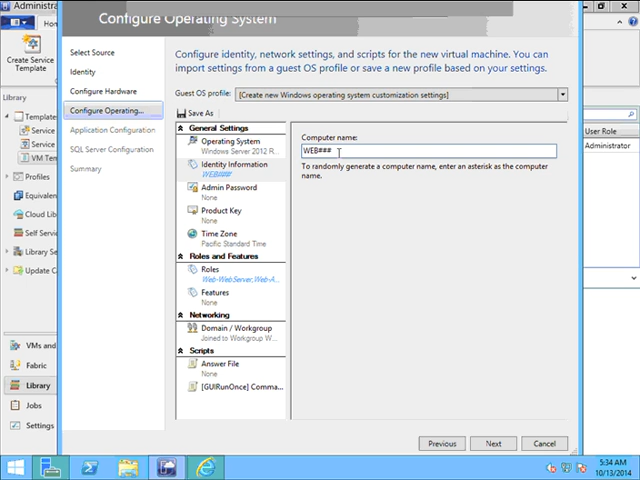 Administrator
Configure Operating System
Create Service
Template
Library
Templates
Service
Service
VM Tem
Profiles
Equivalen
Cloud Lib
Self Servi
Library Se
Update C
VMs and
Fabric
Library
Jobs
Settings
Select Source
Identity
Configure Hardware
Configure Operating...
Application Configuration
SQL Server Configuration
Summary
Configure identity, network settings, and scripts for the new virtual machine. You can
import settings from a guest OS profile or save a new profile based on your settings.
Guest OS profile: [Create new Windows operating system customization settings]
Save As
General Settings
Operating System
Windows Server 2012 R...
Identity Information
WEB###
Admin Password
None
Product Key
None
Time Zone
Pacific Standard Time
Roles and Features
Roles
Web-WebServer,Web-A...
Features
None
Networking
Domain / Workgroup
Joined to Workgroup W...
Scripts
Answer File
None
[GUIRunOnce] Comma...
Computer name:
WEB###
To randomly generate a computer name, enter an asterisk as the computer
name.
Previous
Next
Cancel
User Role
Administrator
5:34 AM
10/13/2014